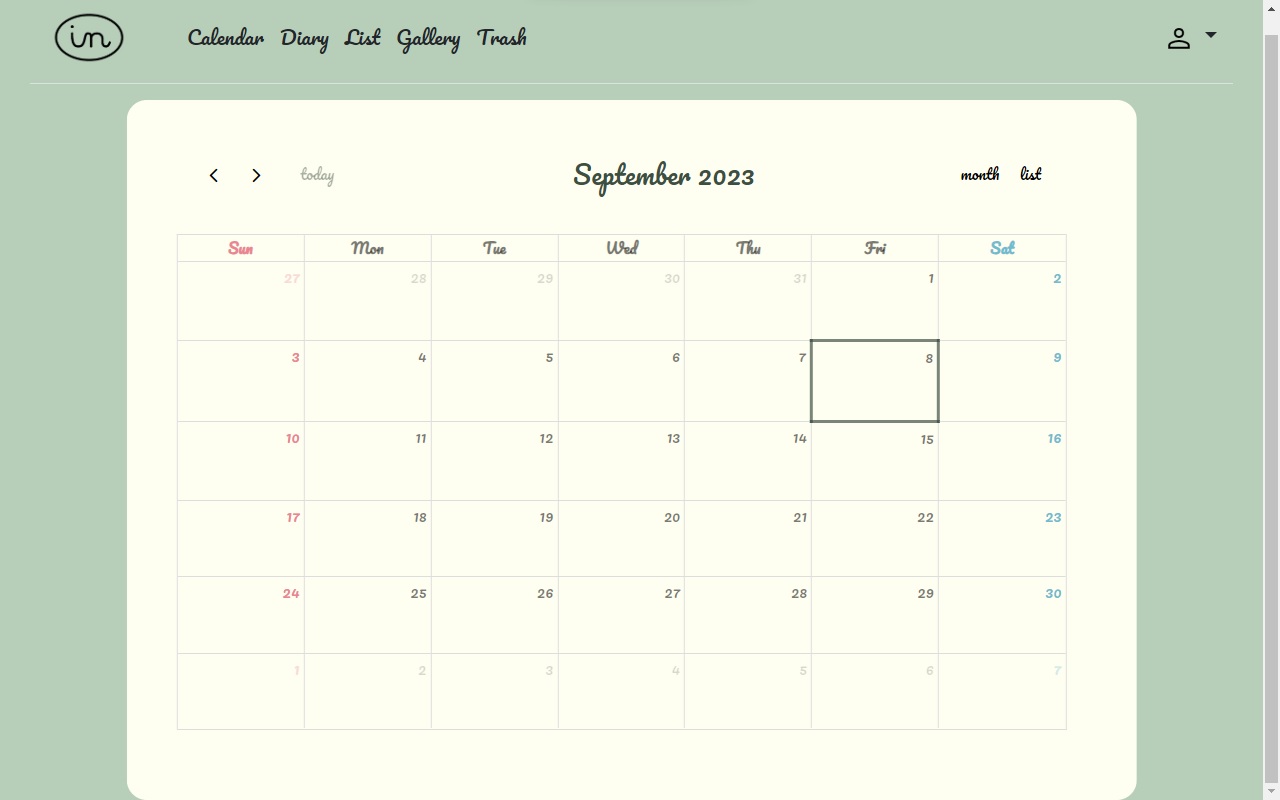 in Calendar Diary List Gallery Trash
today September 2023 month list
Sun Mon Tue Wed Thu Fri Sat
27 28 29 30 31 1 2
3 4 5 6 7 8 9
10 11 12 13 14 15 16
17 18 19 20 21 22 23
24 25 26 27 28 29 30
1 2 3 4 5 6 7